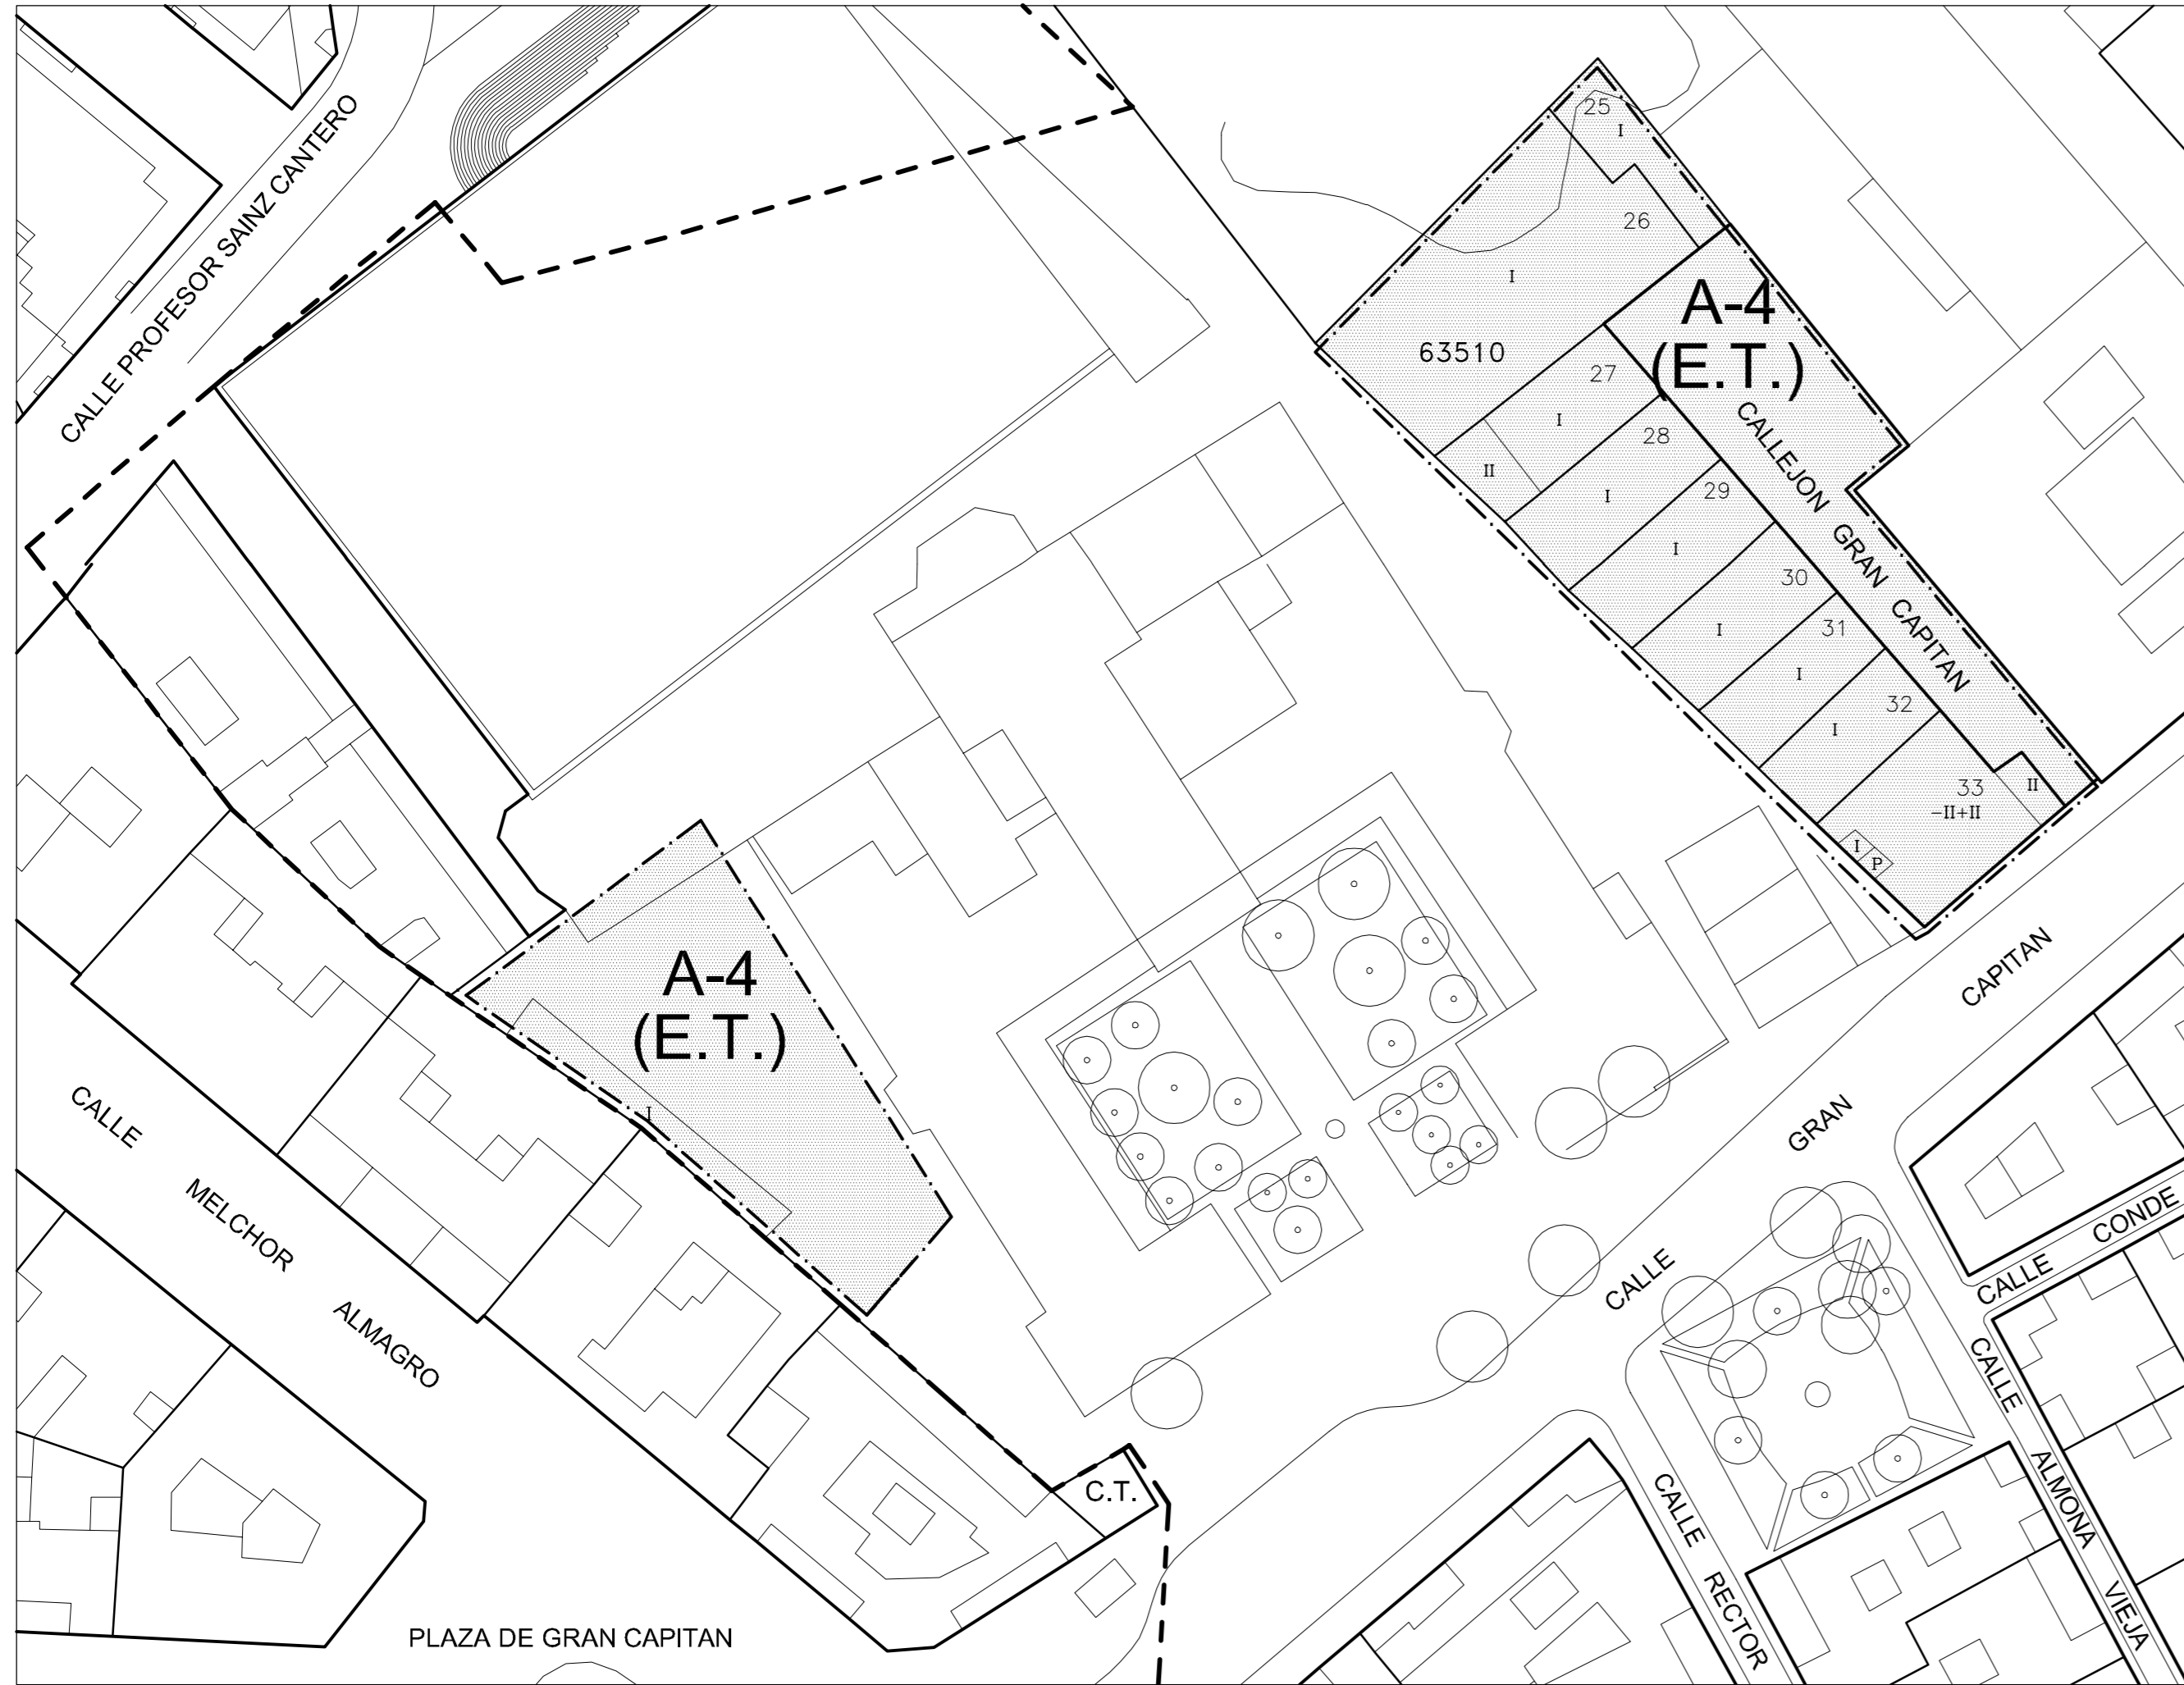 CALLE PROFESOR SAINZ CANTERO
25
I
26
I
63510
A-4
(E.T.)
27
I
II
28
I
29
I
30
I
31
I
32
I
33
-II+II
II
I
P
CALLEJON GRAN CAPITAN
A-4
(E.T.)
I
CALLE MELCHOR ALMAGRO
CALLE GRAN CAPITAN
CALLE CONDE
CALLE ALMONA VIEJA
CALLE RECTOR
C.T.
PLAZA DE GRAN CAPITAN